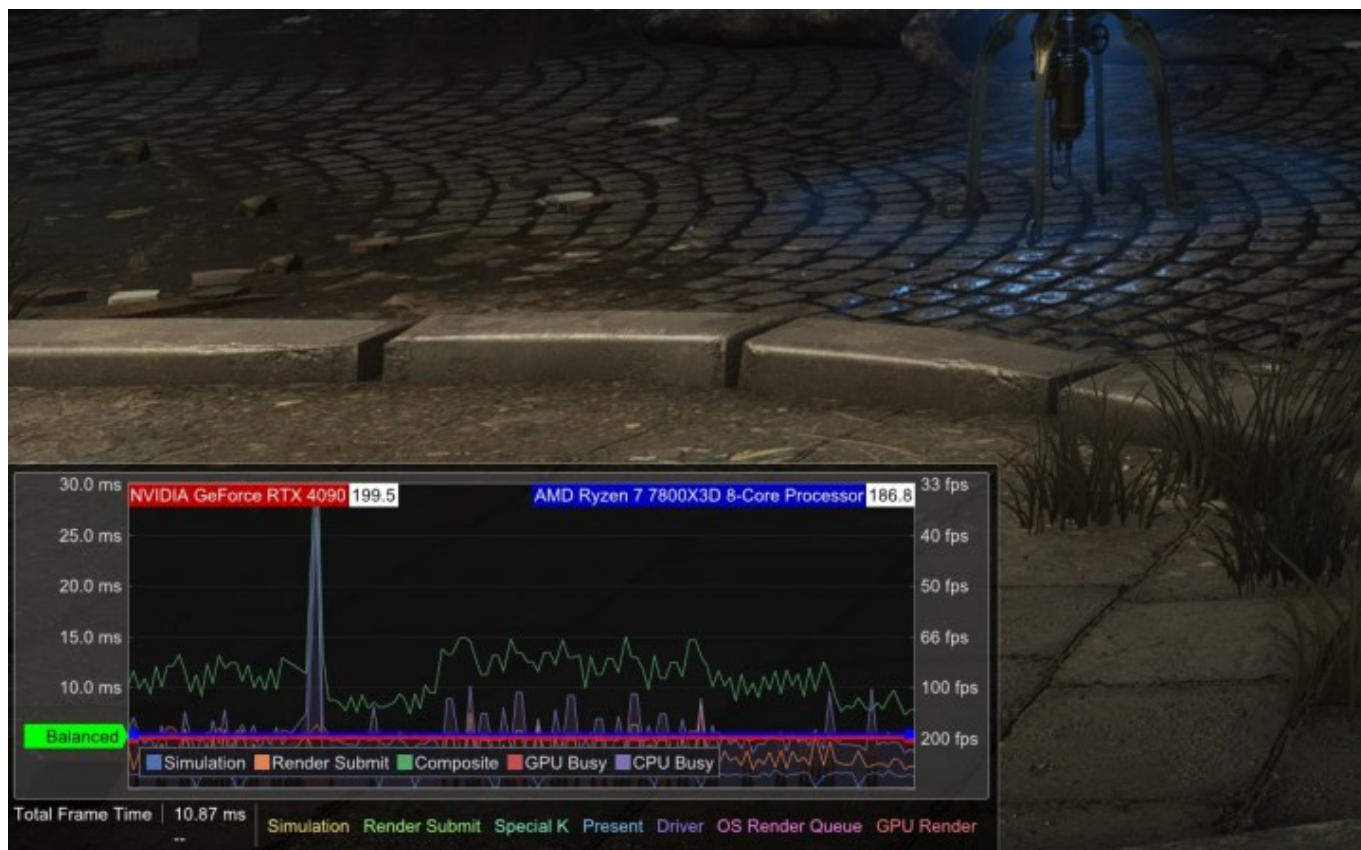 30.0 ms NVIDIA GeForce RTX 4090 199.5 AMD Ryzen 7 7800X3D 8-Core Processor 186.8 33 fps
25.0 ms 40 fps
20.0 ms 50 fps
15.0 ms 66 fps
10.0 ms 100 fps
Balanced 200 fps
Simulation Render Submit Composite GPU Busy CPU Busy
Total Frame Time 10.87 ms
--
Simulation Render Submit Special K Present Driver OS Render Queue GPU Render